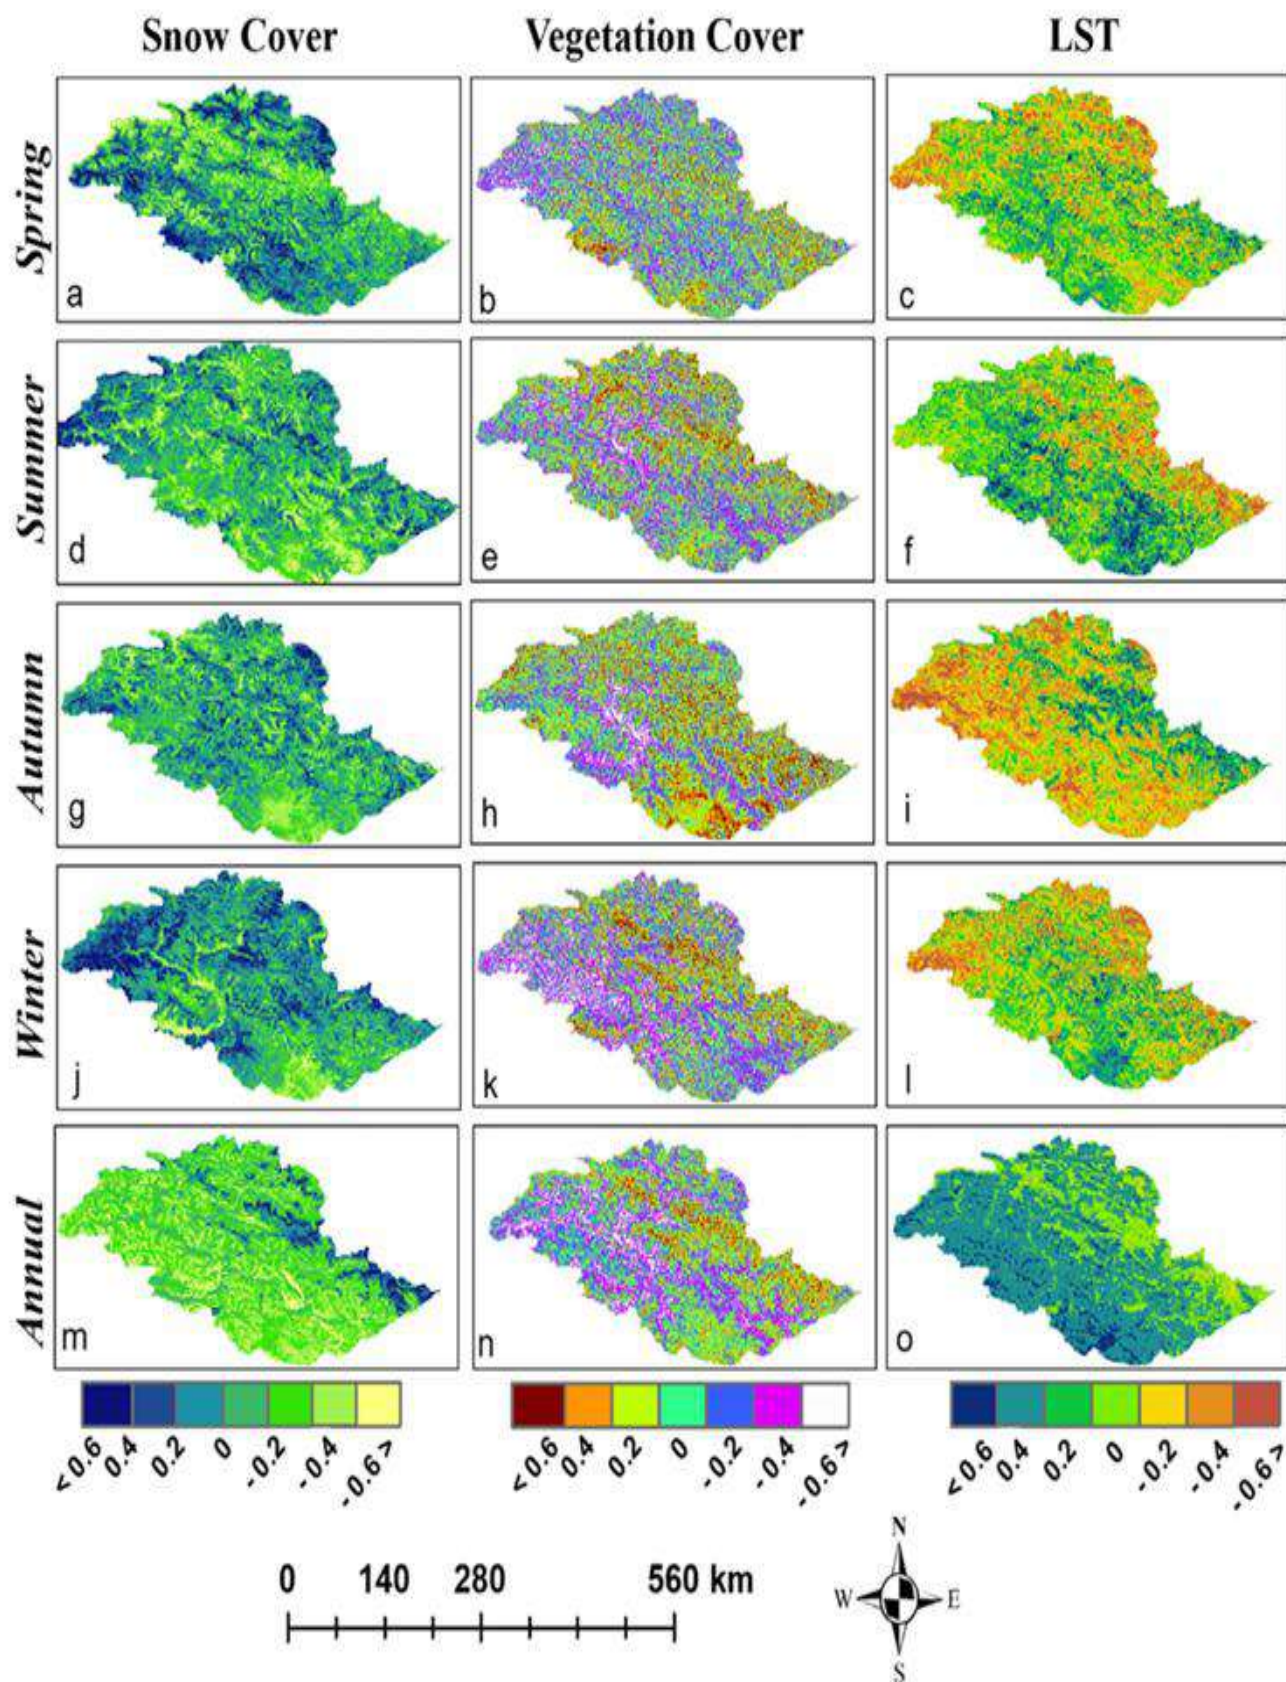 Snow Cover Vegetation Cover LST
Spring
a b c
Summer
d e f
Autumn
g h i
Winter
j k l
Annual
m n o
< 0.6 0.4 0.2 0 - 0.2 - 0.4 - 0.6 >
< 0.6 0.4 0.2 0 - 0.2 - 0.4 - 0.6 >
< 0.6 0.4 0.2 0 - 0.2 - 0.4 - 0.6 >
0 140 280 560 km
N
W E
S